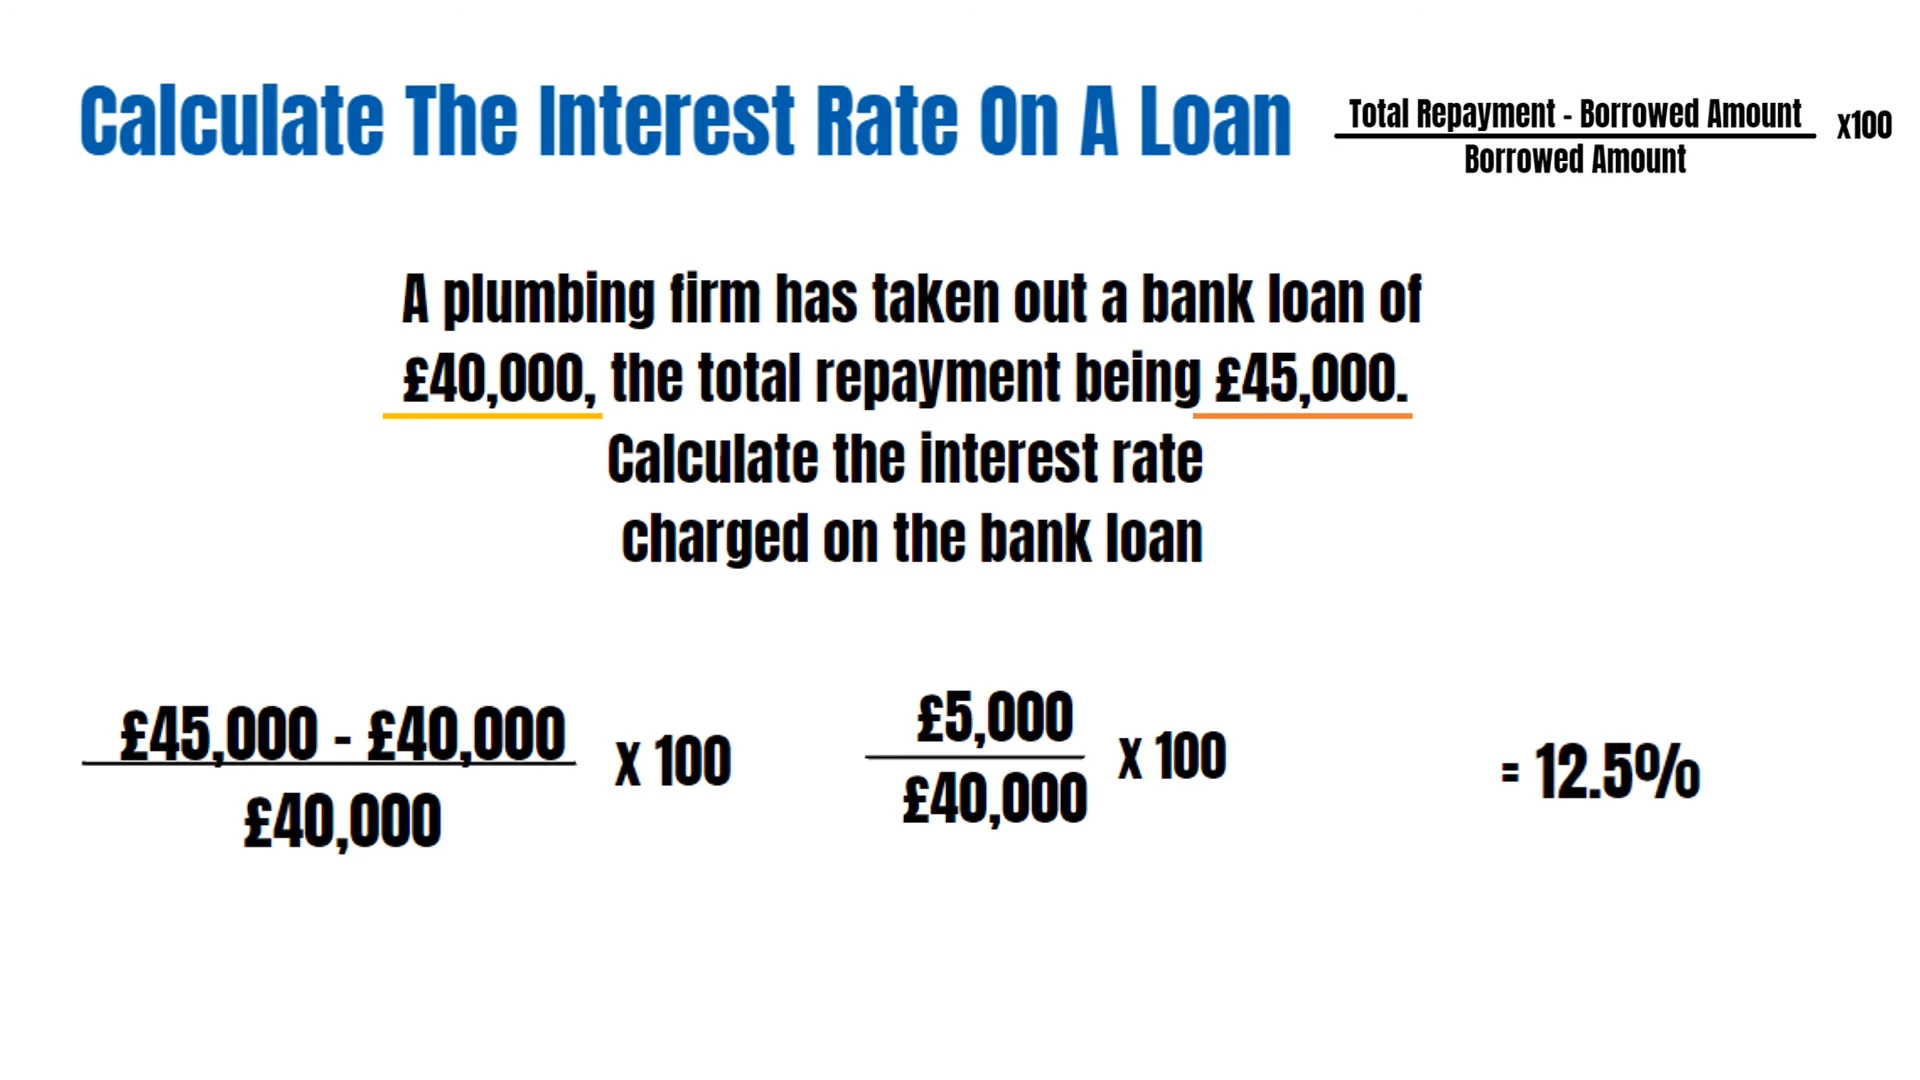 Calculate The Interest Rate On A Loan
Total Repayment - Borrowed Amount
x100
Borrowed Amount
A plumbing firm has taken out a bank loan of
£40,000, the total repayment being £45,000.
Calculate the interest rate
charged on the bank loan
£45,000 - £40,000
x 100
£40,000
£5,000
x 100
£40,000
= 12.5%